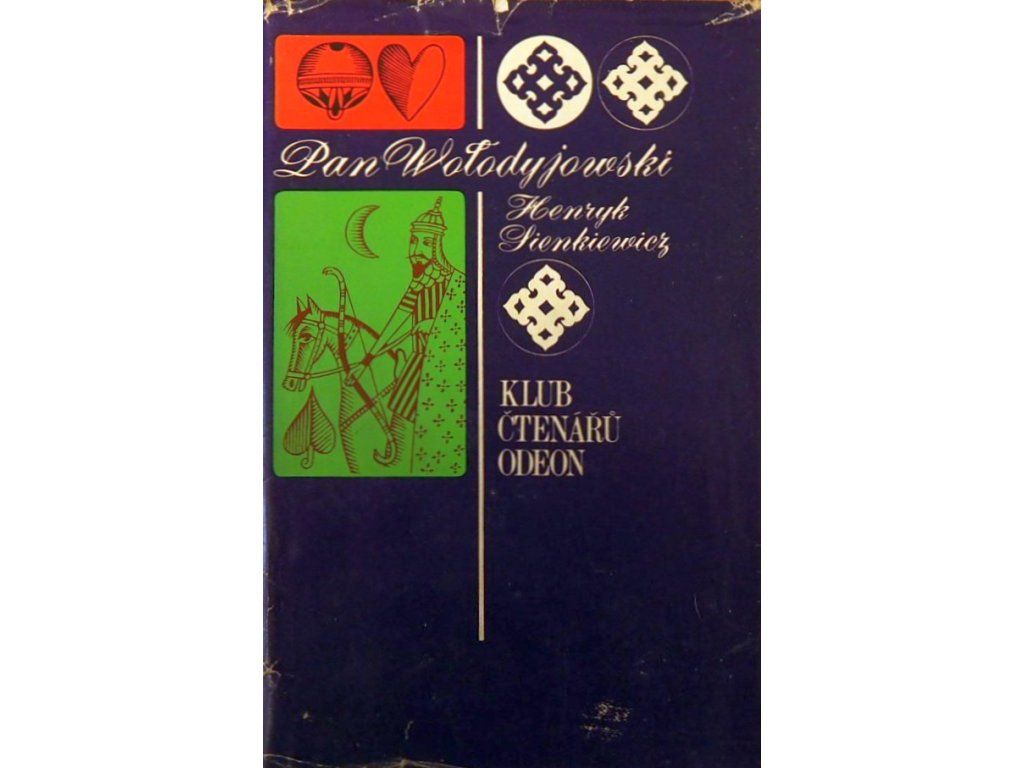 Pan Wołodyjowski
Henryk
Sienkiewicz
KLUB
ČTENÁŘŮ
ODEON